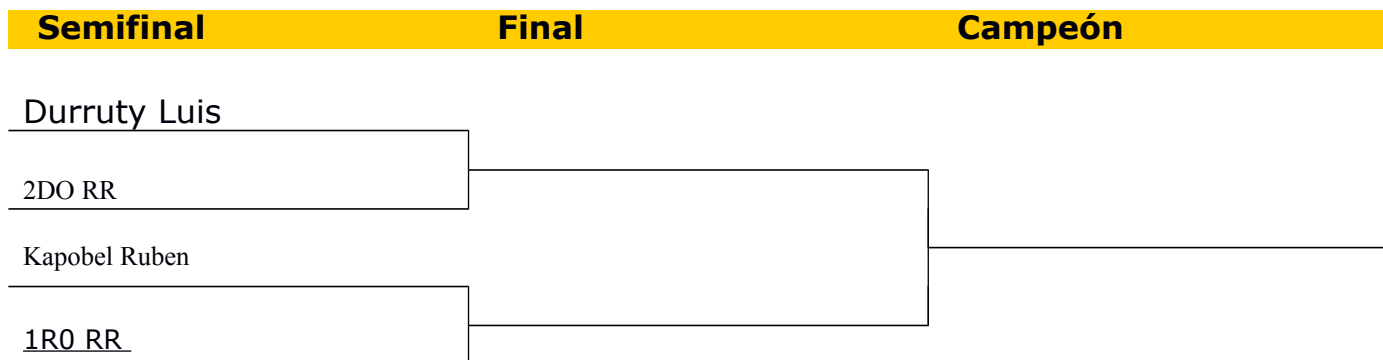 Semifinal Final Campeón
Durruty Luis
2DO RR
Kapobel Ruben
1R0 RR